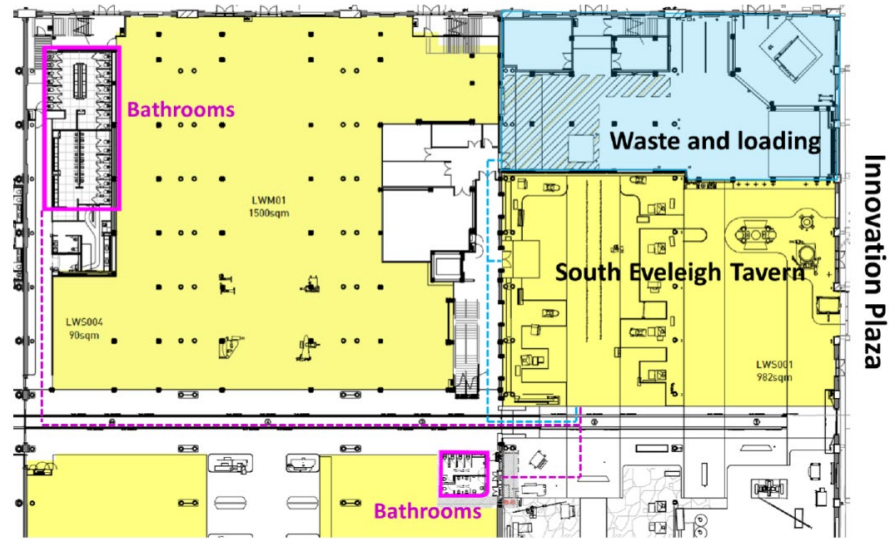 Bathrooms
Waste and loading
LWM01
1500sqm
South Eveleigh Tavern
Innovation Plaza
LWS004
90sqm
LWS001
982sqm
Bathrooms